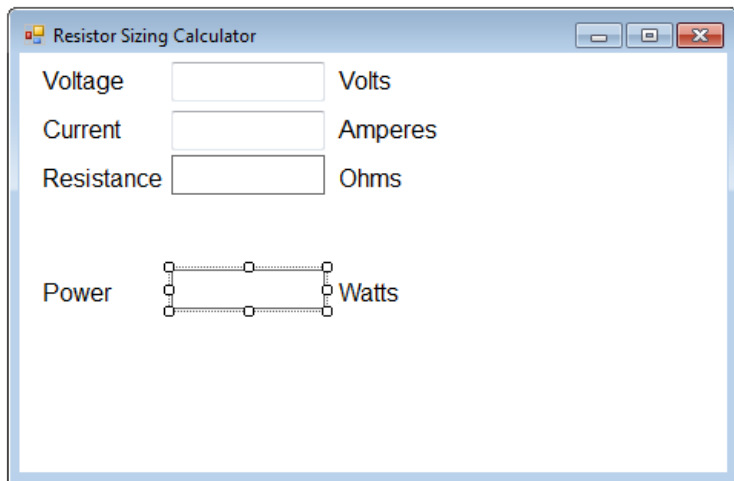 Resistor Sizing Calculator
Voltage Volts
Current Amperes
Resistance Ohms
Power Watts